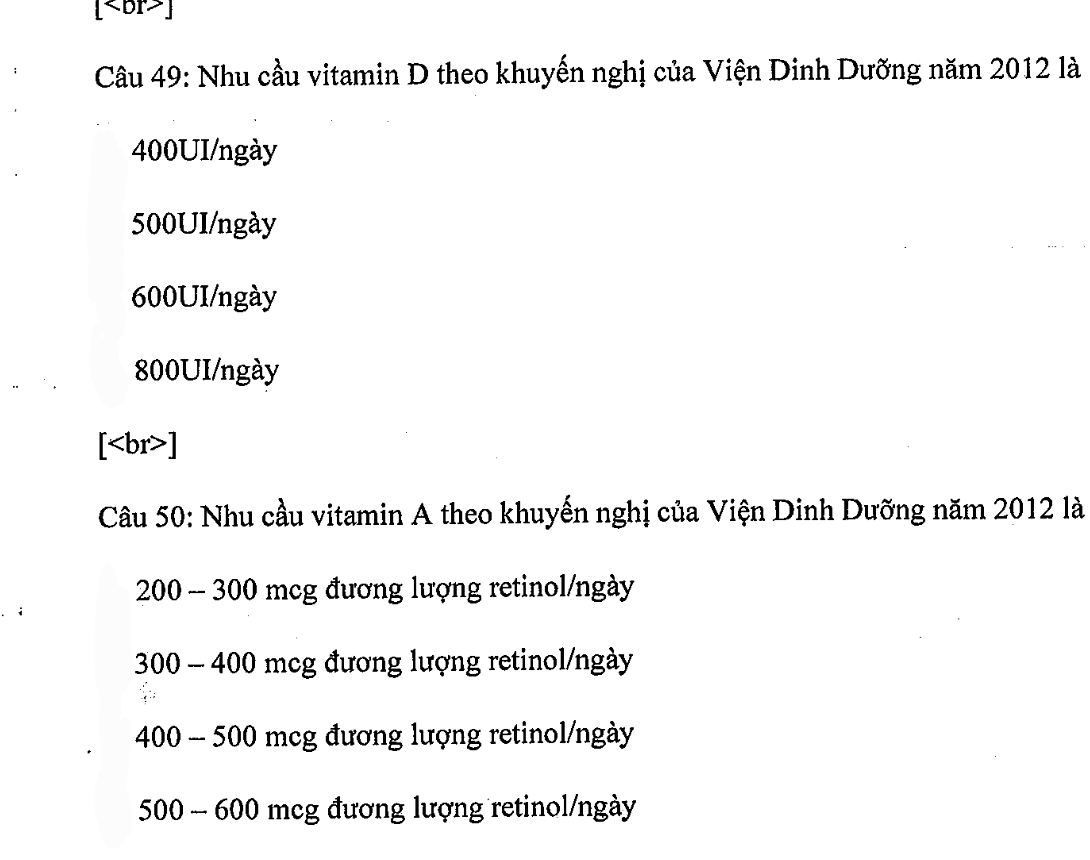 [<br>]
Câu 49: Nhu cầu vitamin D theo khuyến nghị của Viện Dinh Dưỡng năm 2012 là
400UI/ngày
500UI/ngày
600UI/ngày
800UI/ngày
[<br>]
Câu 50: Nhu cầu vitamin A theo khuyến nghị của Viện Dinh Dưỡng năm 2012 là
200 – 300 mcg đương lượng retinol/ngày
300 – 400 mcg đương lượng retinol/ngày
400 – 500 mcg đương lượng retinol/ngày
500 – 600 mcg đương lượng retinol/ngày